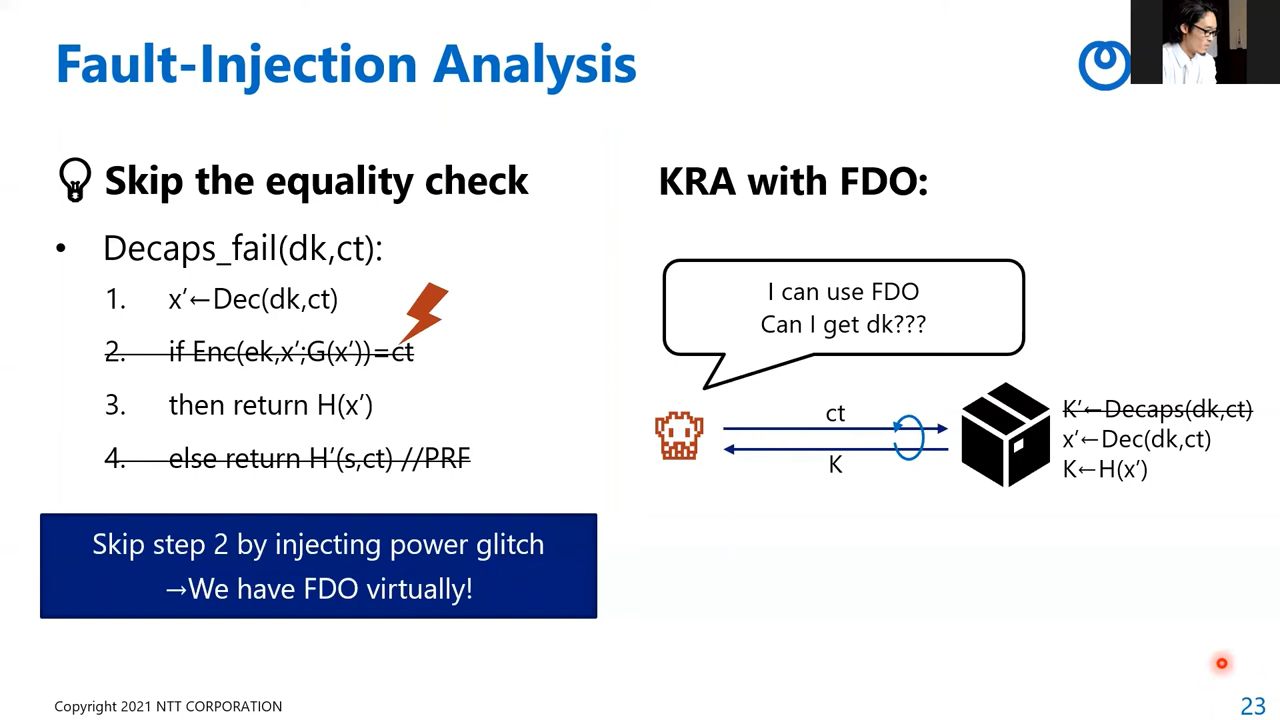 Fault-Injection Analysis
Skip the equality check
• Decaps_fail(dk,ct):
1. x’←Dec(dk,ct)
2. if Enc(ek,x’;G(x’))=ct
3. then return H(x’)
4. else return H’(s,ct) //PRF
Skip step 2 by injecting power glitch
→We have FDO virtually!
KRA with FDO:
I can use FDO
Can I get dk???
ct
K
K’←Decaps(dk,ct)
x’←Dec(dk,ct)
K←H(x’)
Copyright 2021 NTT CORPORATION
23